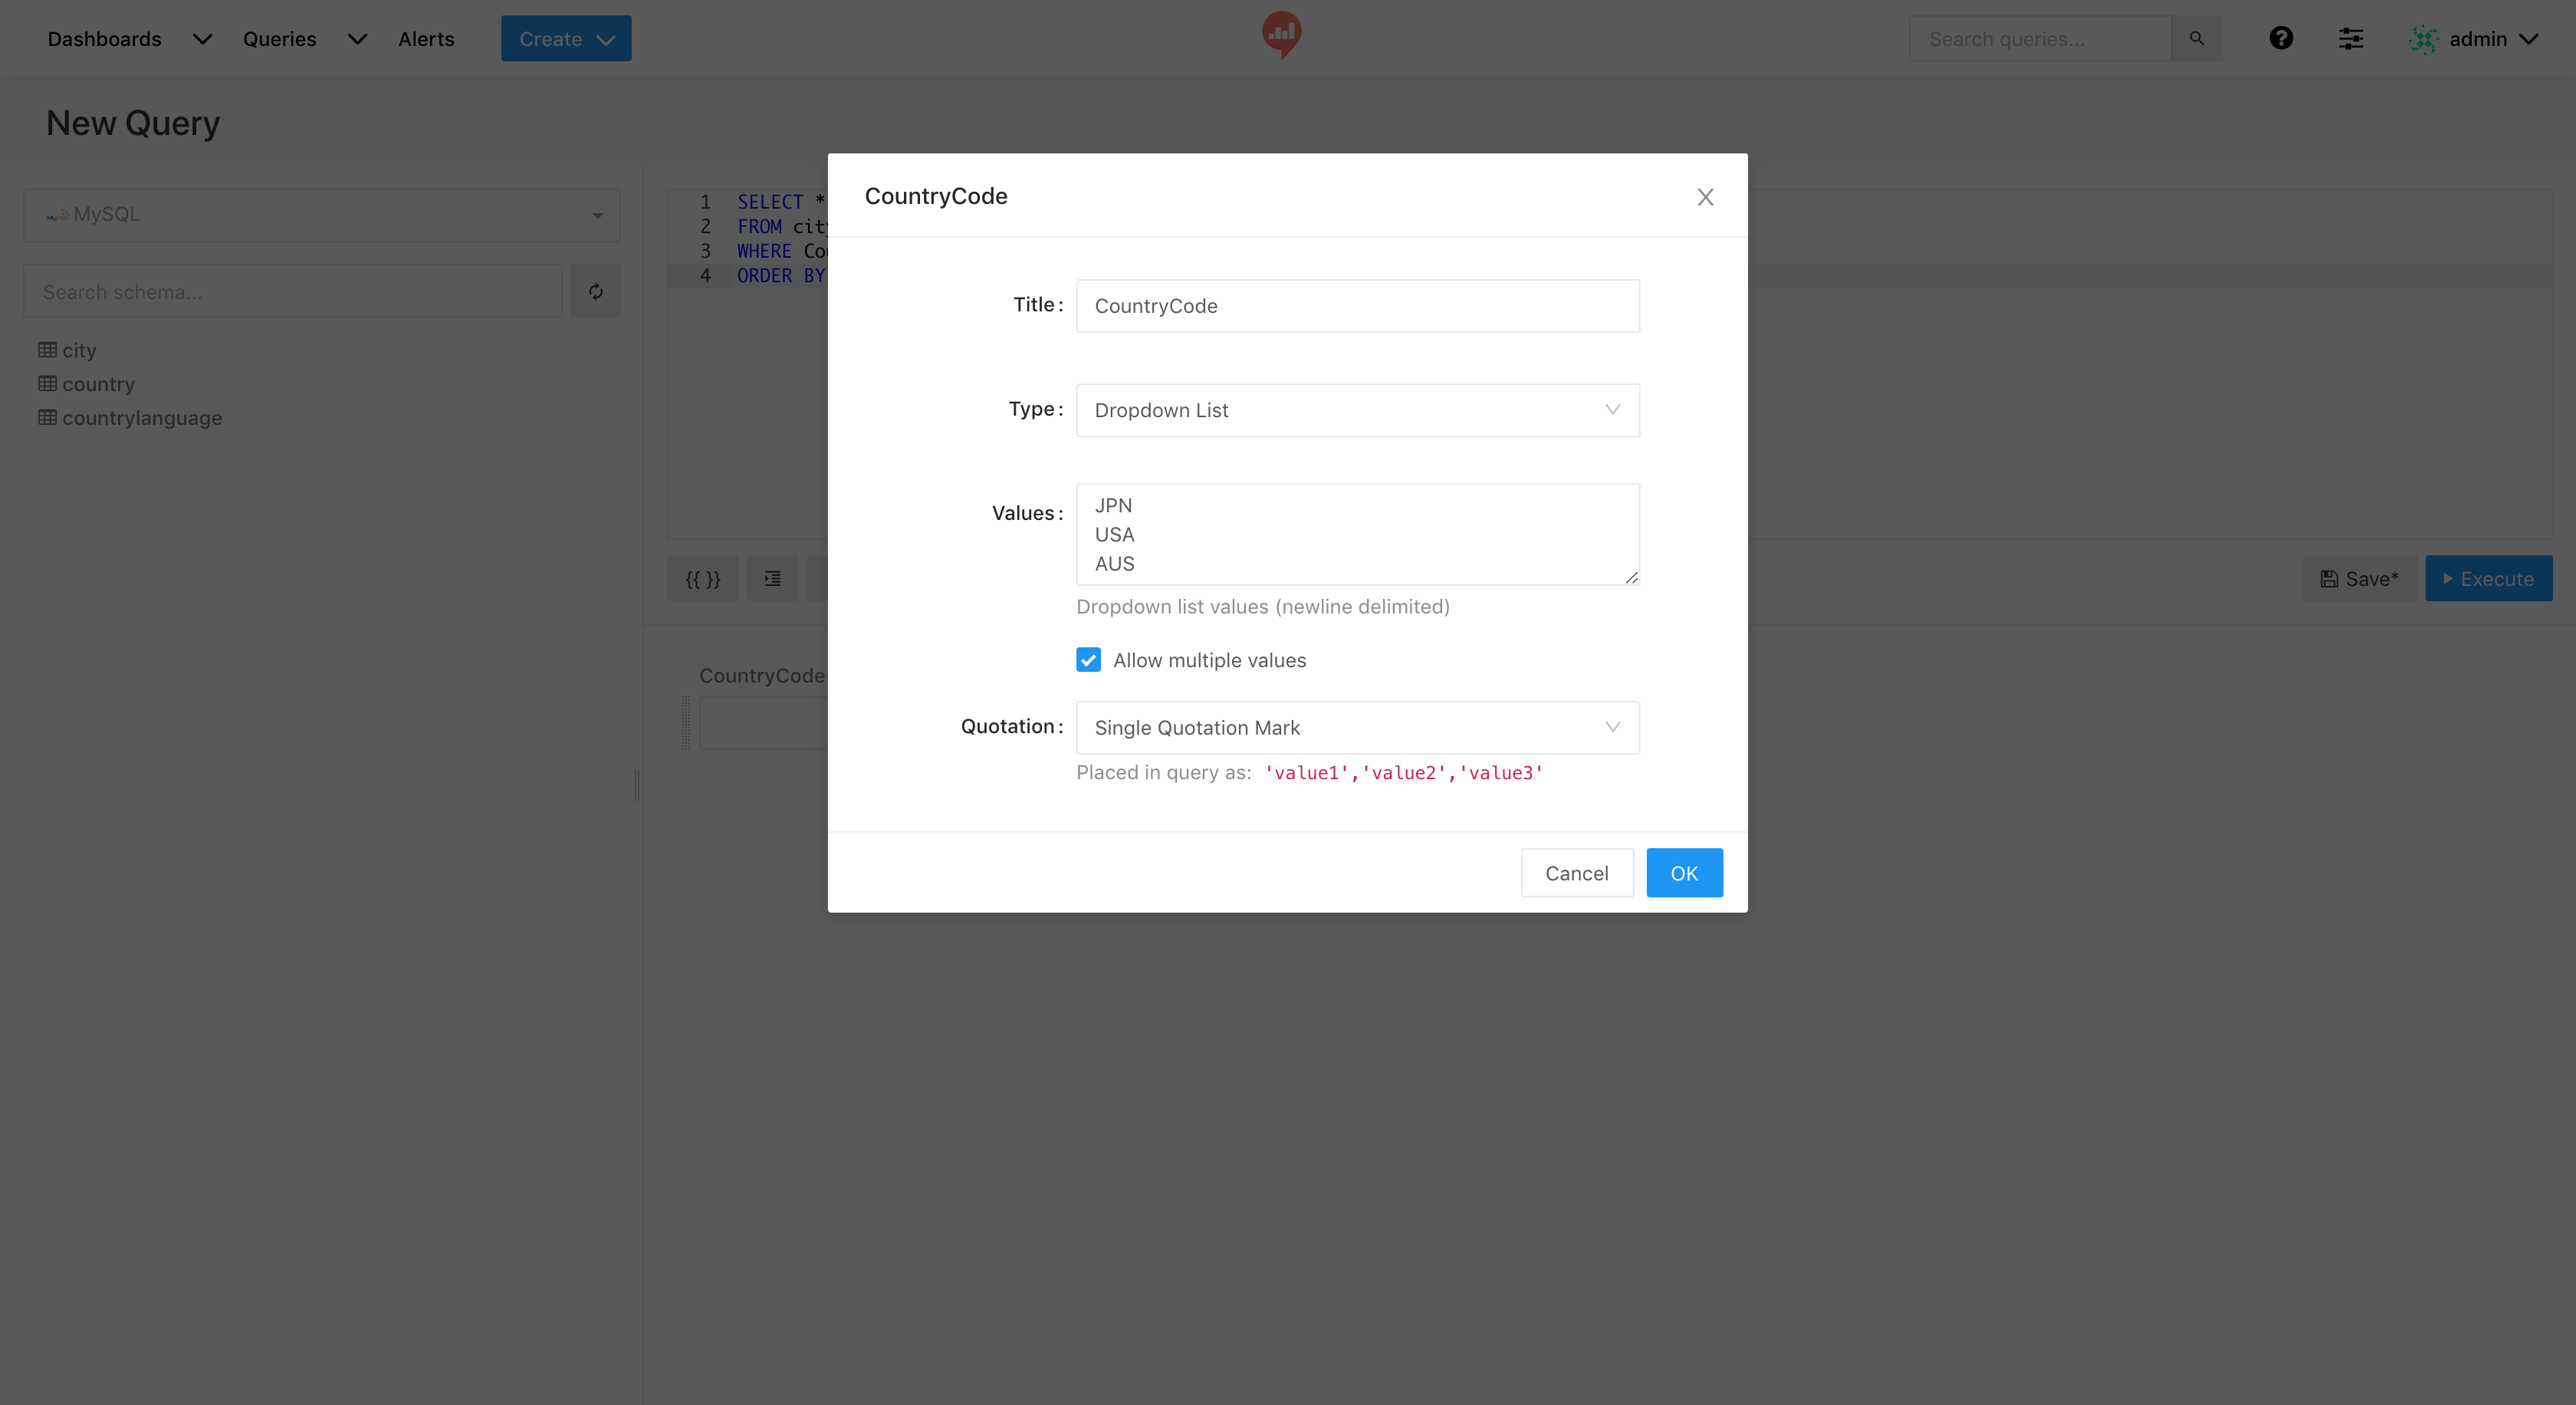 Dashboards
Queries
Alerts
Create
Search queries...
admin
New Query
MySQL
Search schema...
city
country
countrylanguage
1 SELECT *
2 FROM city
3 WHERE Cou
4 ORDER BY
{{ }}
Save*
Execute
CountryCode
CountryCode
Title :
CountryCode
Type :
Dropdown List
Values :
JPN
USA
AUS
Dropdown list values (newline delimited)
Allow multiple values
Quotation :
Single Quotation Mark
Placed in query as: 'value1','value2','value3'
Cancel
OK